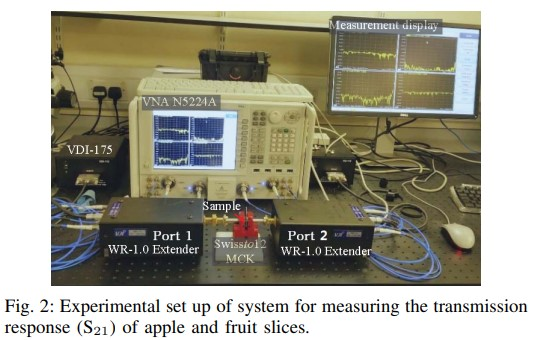 Measurement display
VNA N5224A
VDI-175
Sample
Port 1
WR-1.0 Extender
Swissto12
MCK
Port 2
WR-1.0 Extender
Fig. 2: Experimental set up of system for measuring the transmission
response (S21) of apple and fruit slices.